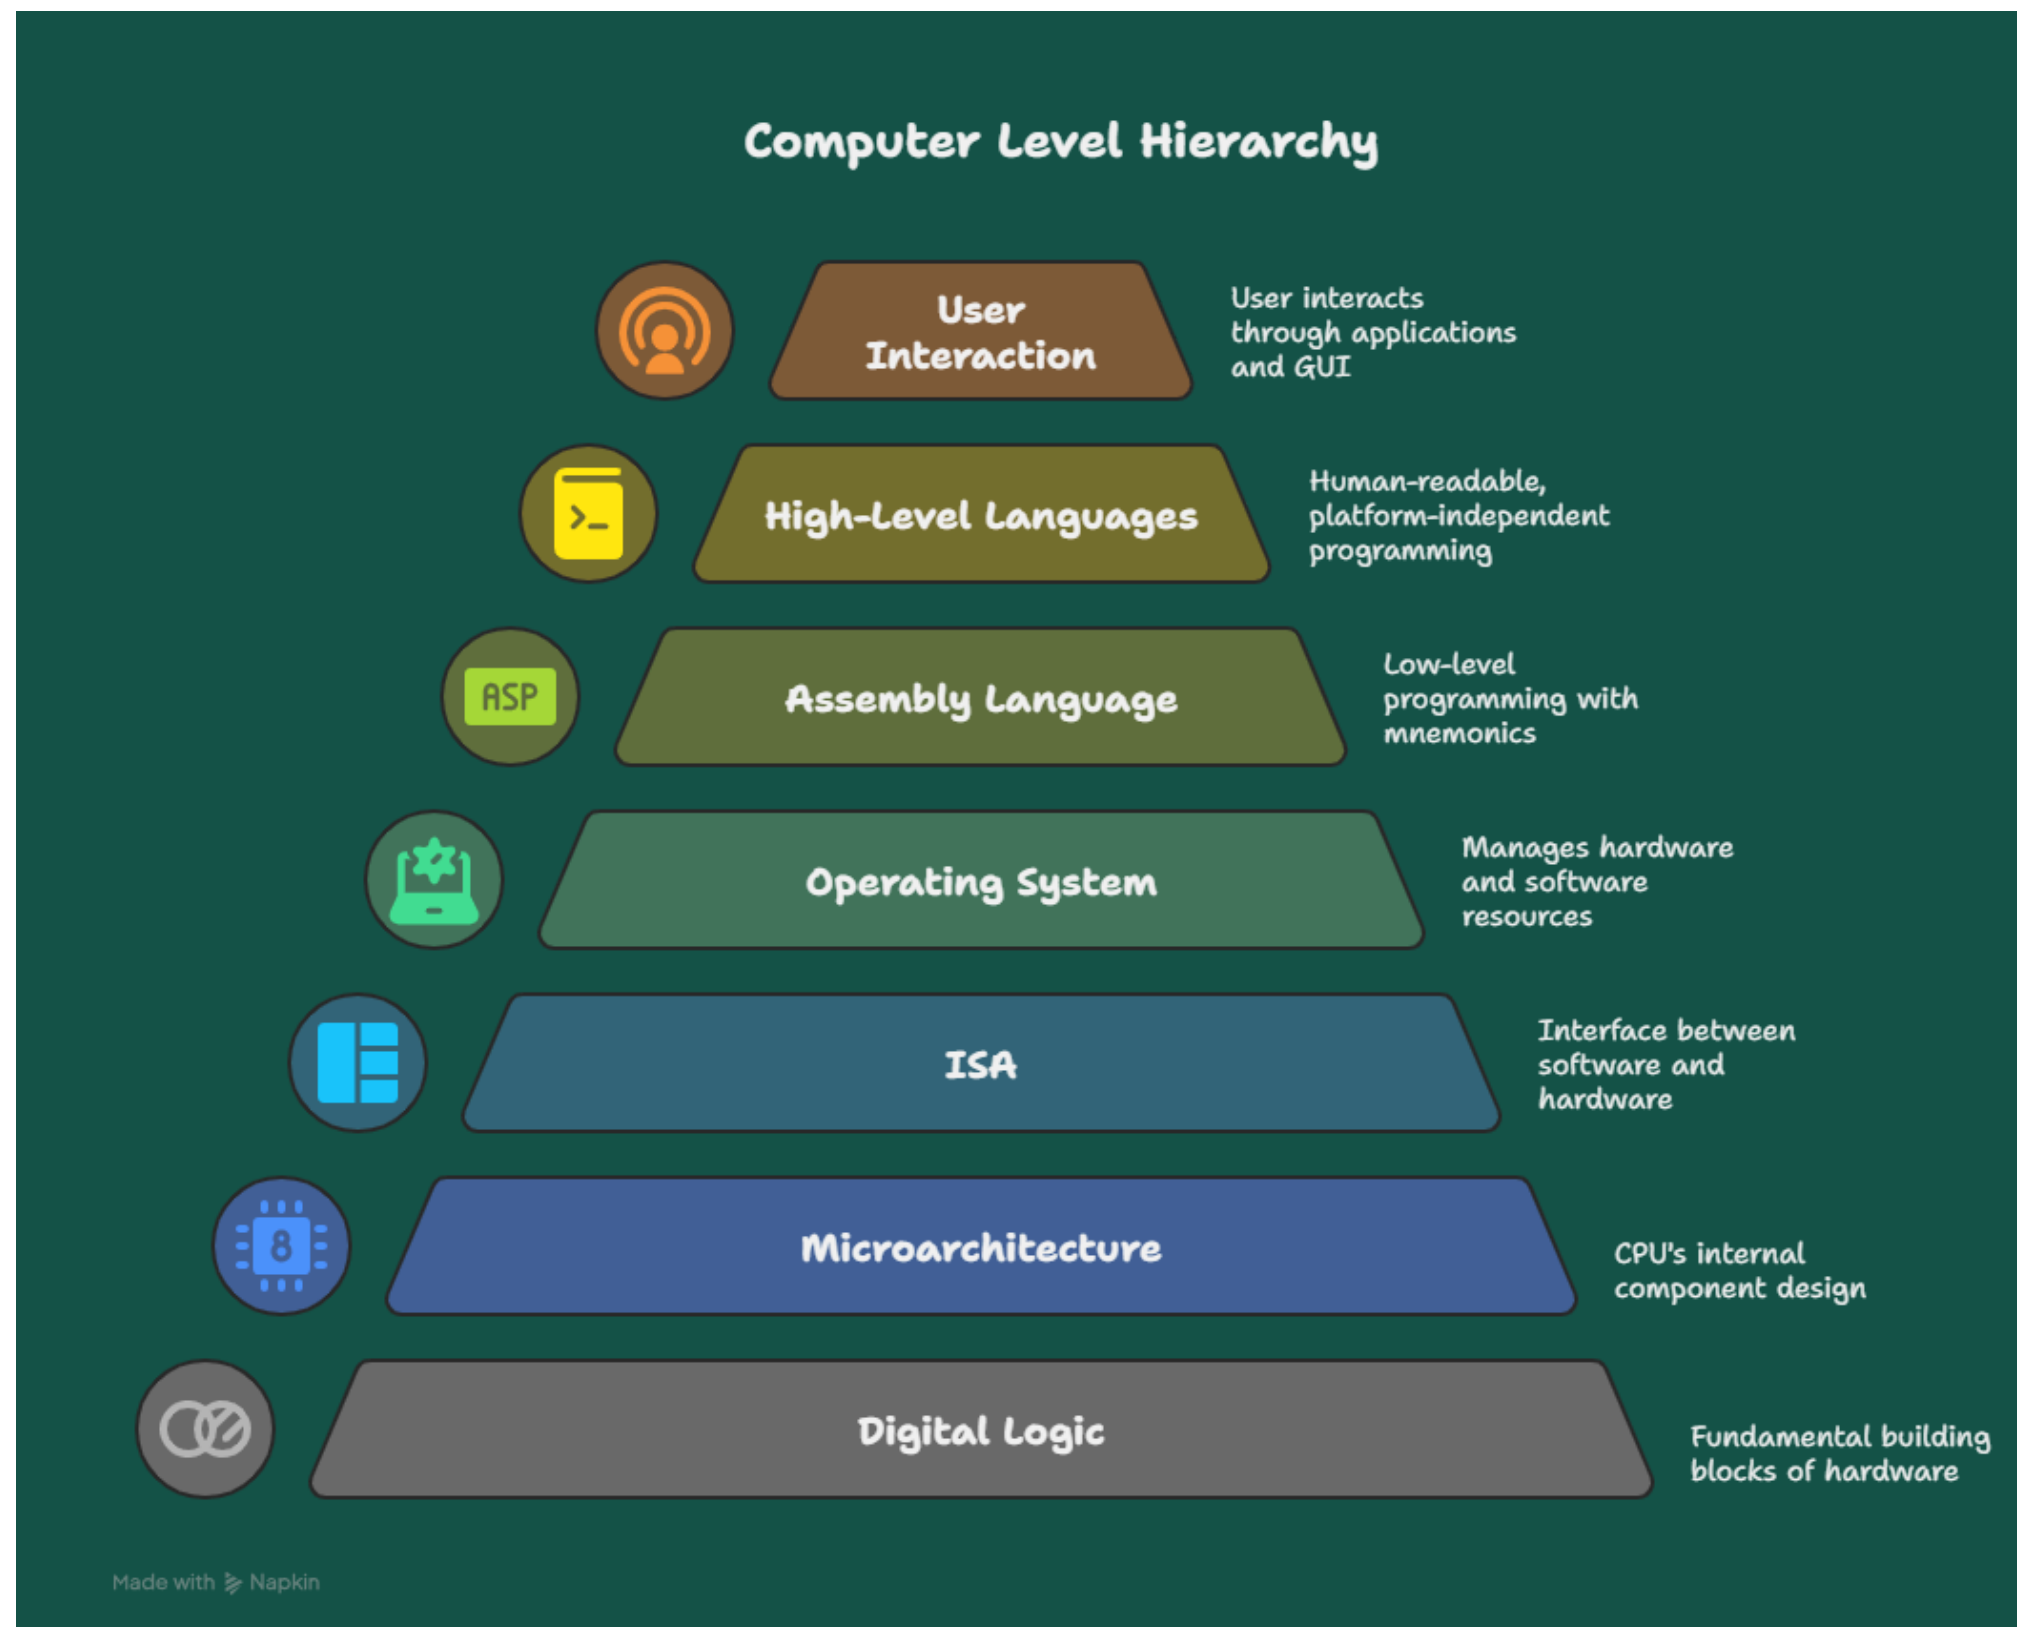 Computer Level Hierarchy
User
Interaction
User interacts
through applications
and GUI
High-Level Languages
Human-readable,
platform-independent
programming
ASP
Assembly Language
Low-level
programming with
mnemonics
Operating System
Manages hardware
and software
resources
ISA
Interface between
software and
hardware
8
Microarchitecture
CPU's internal
component design
Digital Logic
Fundamental building
blocks of hardware
Made with Napkin